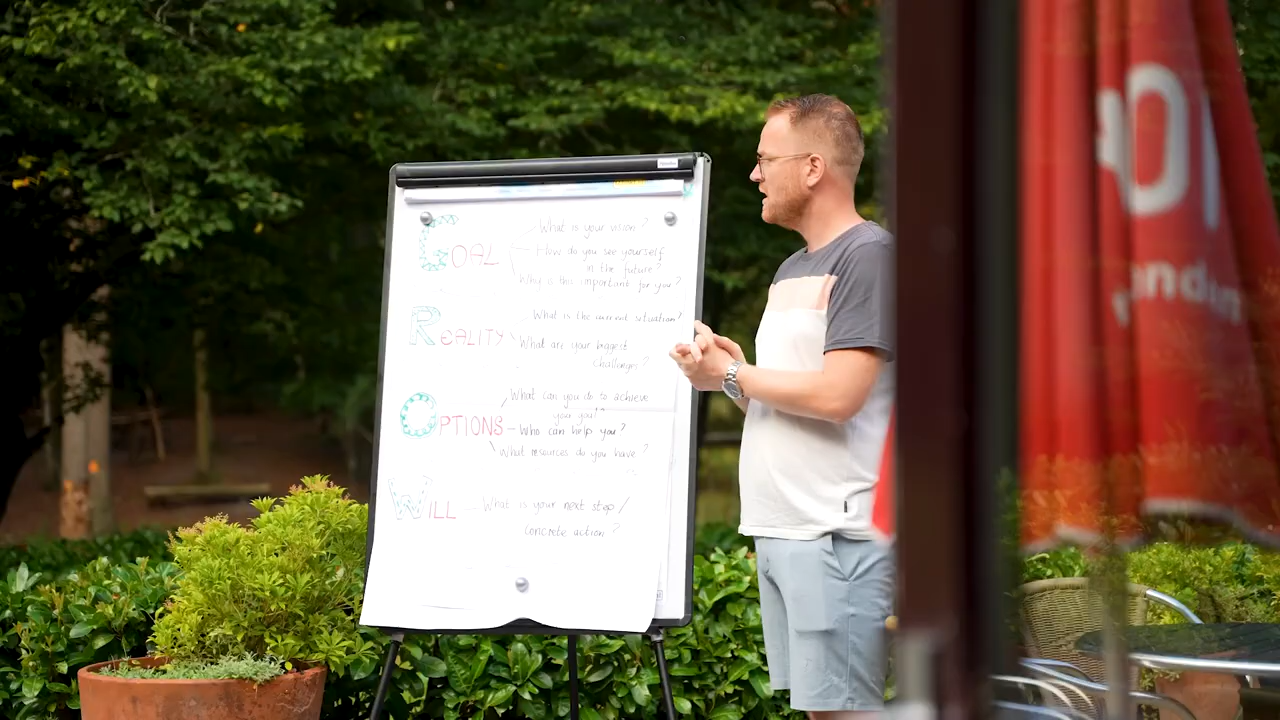 GOAL
What is your vision?
How do you see yourself
in the future?
Why is this important for you?
REALITY
What is the current situation?
What are your biggest
challenges?
OPTIONS
What can you do to achieve
your goal?
Who can help you?
What resources do you have?
WILL
What is your next step /
concrete action?